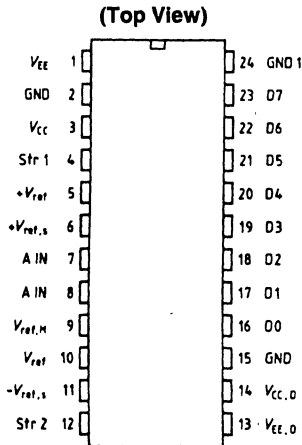 (Top View)
V_EE 1 24 GND 1
GND 2 23 D7
V_CC 3 22 D6
Str 1 4 21 D5
+V_ref 5 20 D4
+V_ref,s 6 19 D3
A IN 7 18 D2
A IN 8 17 D1
V_ref,M 9 16 D0
V_ref 10 15 GND
-V_ref,s 11 14 V_CC,D
Str 2 12 13 V_EE,D